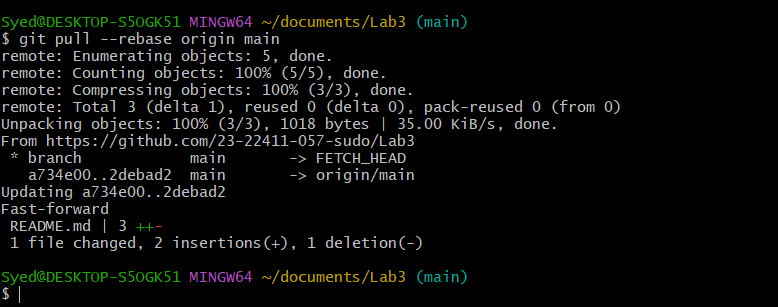 Syed@DESKTOP-S5OGK51 MINGW64 ~/documents/Lab3 (main)
$ git pull --rebase origin main
remote: Enumerating objects: 5, done.
remote: Counting objects: 100% (5/5), done.
remote: Compressing objects: 100% (3/3), done.
remote: Total 3 (delta 1), reused 0 (delta 0), pack-reused 0 (from 0)
Unpacking objects: 100% (3/3), 1018 bytes | 35.00 KiB/s, done.
From https://github.com/23-22411-057-sudo/Lab3
 * branch            main       -> FETCH_HEAD
   a734e00..2debad2  main       -> origin/main
Updating a734e00..2debad2
Fast-forward
 README.md | 3 ++-
 1 file changed, 2 insertions(+), 1 deletion(-)
Syed@DESKTOP-S5OGK51 MINGW64 ~/documents/Lab3 (main)
$